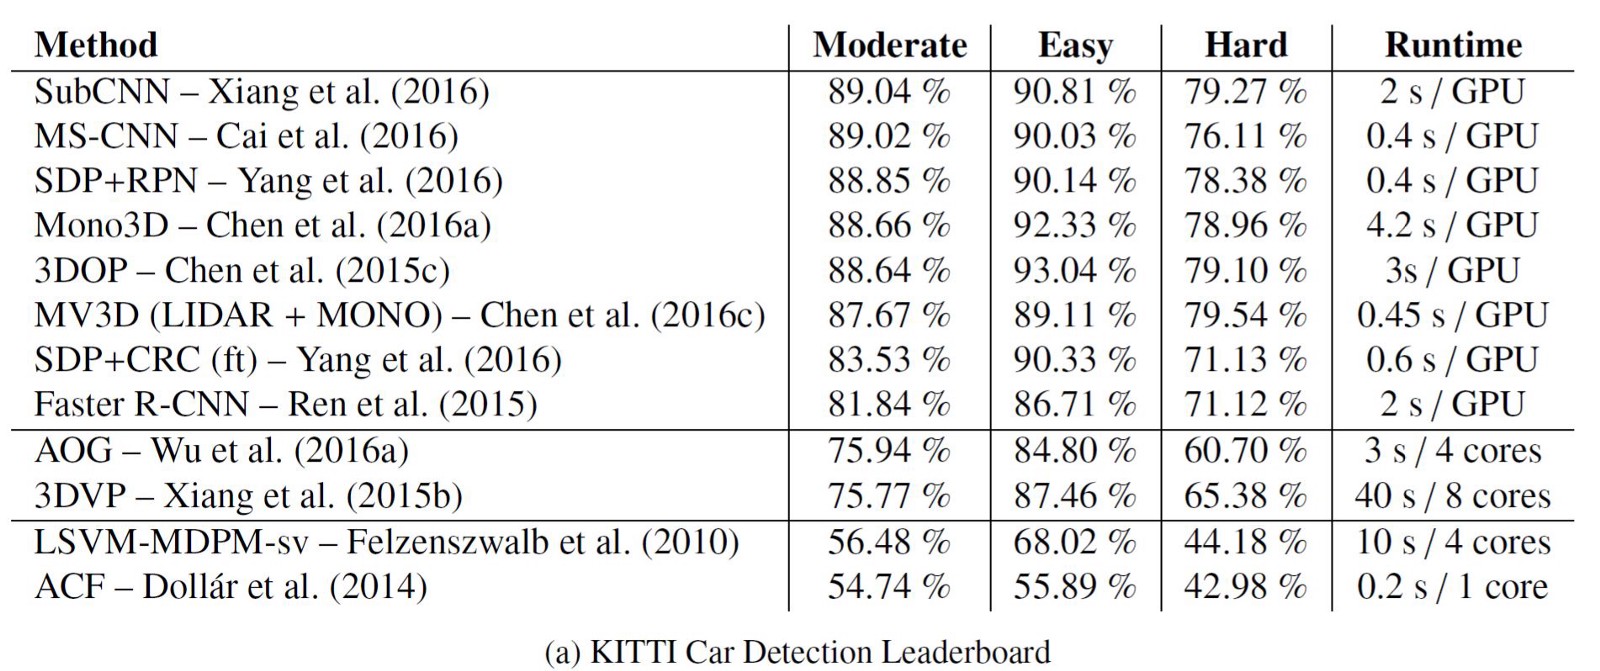 Method Moderate Easy Hard Runtime
SubCNN – Xiang et al. (2016) 89.04 % 90.81 % 79.27 % 2 s / GPU
MS-CNN – Cai et al. (2016) 89.02 % 90.03 % 76.11 % 0.4 s / GPU
SDP+RPN – Yang et al. (2016) 88.85 % 90.14 % 78.38 % 0.4 s / GPU
Mono3D – Chen et al. (2016a) 88.66 % 92.33 % 78.96 % 4.2 s / GPU
3DOP – Chen et al. (2015c) 88.64 % 93.04 % 79.10 % 3s / GPU
MV3D (LIDAR + MONO) – Chen et al. (2016c) 87.67 % 89.11 % 79.54 % 0.45 s / GPU
SDP+CRC (ft) – Yang et al. (2016) 83.53 % 90.33 % 71.13 % 0.6 s / GPU
Faster R-CNN – Ren et al. (2015) 81.84 % 86.71 % 71.12 % 2 s / GPU
AOG – Wu et al. (2016a) 75.94 % 84.80 % 60.70 % 3 s / 4 cores
3DVP – Xiang et al. (2015b) 75.77 % 87.46 % 65.38 % 40 s / 8 cores
LSVM-MDPM-sv – Felzenszwalb et al. (2010) 56.48 % 68.02 % 44.18 % 10 s / 4 cores
ACF – Dollár et al. (2014) 54.74 % 55.89 % 42.98 % 0.2 s / 1 core
(a) KITTI Car Detection Leaderboard